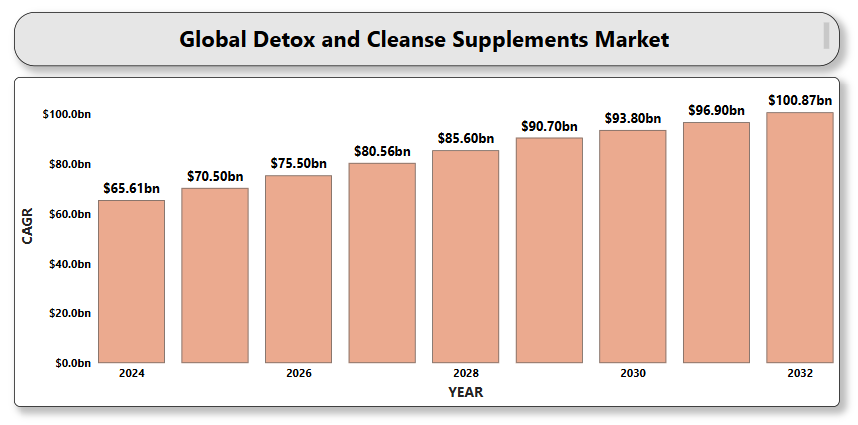 Global Detox and Cleanse Supplements Market
$100.87bn
$96.90bn
$93.80bn
$90.70bn
$85.60bn
$80.56bn
$75.50bn
$70.50bn
$65.61bn
$100.0bn
$80.0bn
$60.0bn
$40.0bn
$20.0bn
$0.0bn
CAGR
2024 2026 2028 2030 2032
YEAR